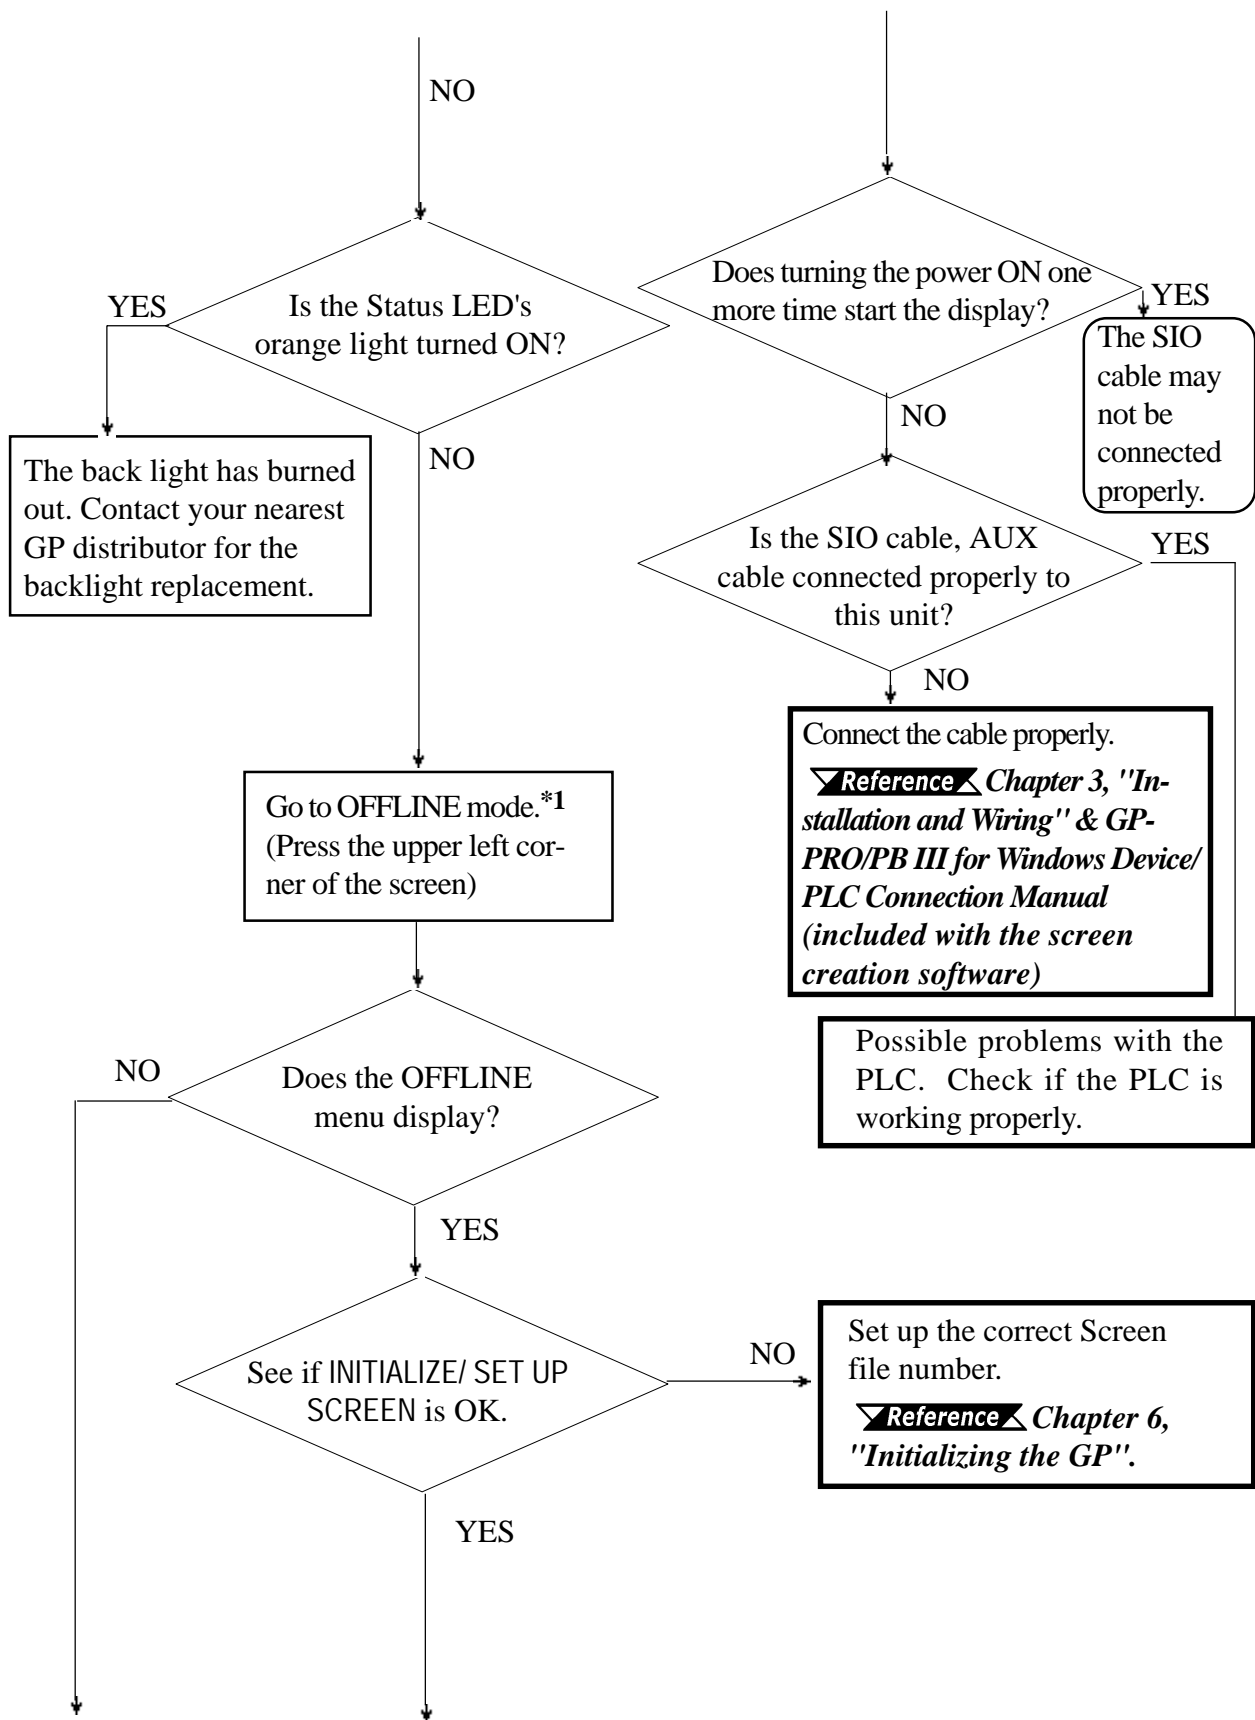 NO
Is the Status LED's
orange light turned ON?
YES
The back light has burned
out. Contact your nearest
GP distributor for the
backlight replacement.
NO
Go to OFFLINE mode.*1
(Press the upper left cor-
ner of the screen)
Does the OFFLINE
menu display?
NO
YES
See if INITIALIZE/ SET UP
SCREEN is OK.
NO
Set up the correct Screen
file number.
Reference Chapter 6,
"Initializing the GP".
YES
Does turning the power ON one
more time start the display?
YES
The SIO
cable may
not be
connected
properly.
NO
Is the SIO cable, AUX
cable connected properly to
this unit?
YES
NO
Connect the cable properly.
Reference Chapter 3, "In-
stallation and Wiring" & GP-
PRO/PB III for Windows Device/
PLC Connection Manual
(included with the screen
creation software)
Possible problems with the
PLC. Check if the PLC is
working properly.